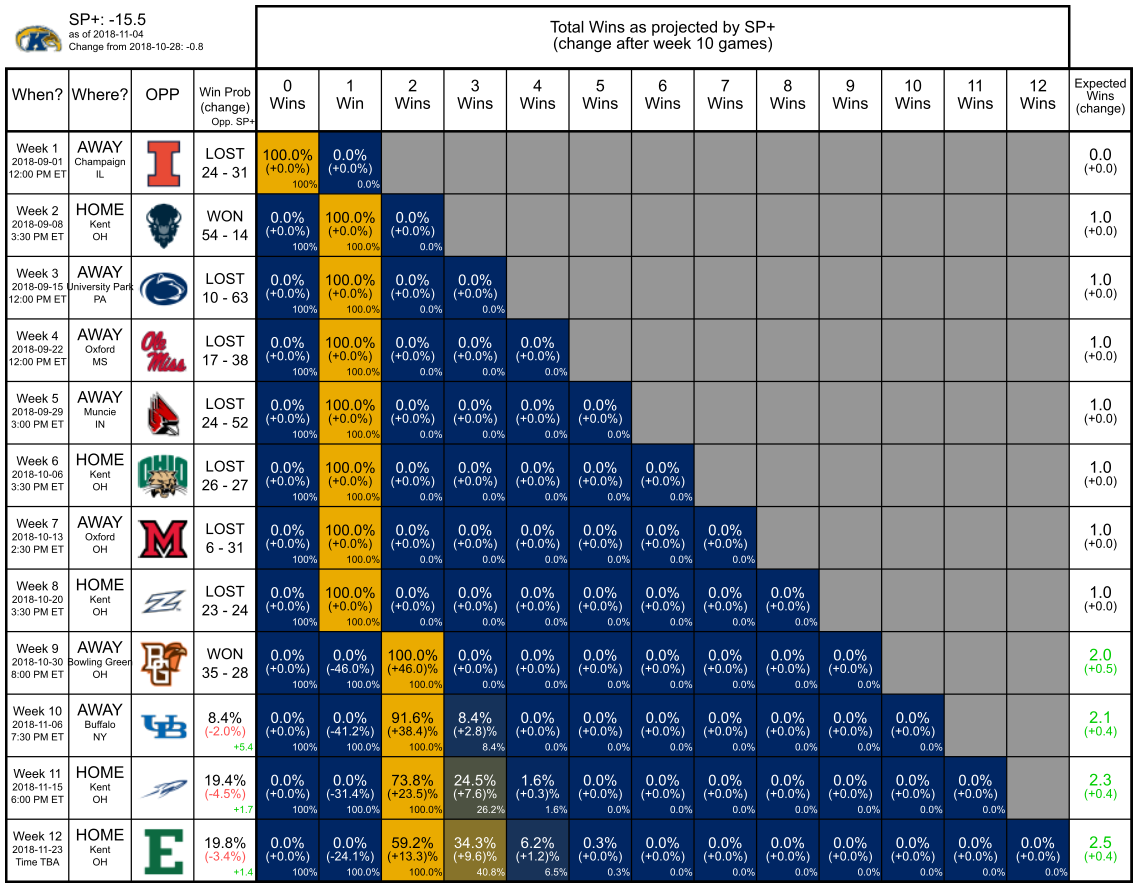 SP+: -15.5
as of 2018-11-04
Change from 2018-10-28: -0.8
Total Wins as projected by SP+
(change after week 10 games)
When? Where? OPP Win Prob (change) Opp. SP+ 0 Wins 1 Win 2 Wins 3 Wins 4 Wins 5 Wins 6 Wins 7 Wins 8 Wins 9 Wins 10 Wins 11 Wins 12 Wins Expected Wins (change)
Week 1 AWAY LOST 100.0% 0.0% 0.0
2018-09-01 Champaign I 24 - 31 (+0.0%) (+0.0%) (+0.0)
12:00 PM ET IL 100% 0.0%
Week 2 HOME WON 0.0% 100.0% 0.0% 1.0
2018-09-08 Kent 54 - 14 (+0.0%) (+0.0%) (+0.0%) (+0.0)
3:30 PM ET OH 100% 100.0% 0.0%
Week 3 AWAY LOST 0.0% 100.0% 0.0% 0.0% 1.0
2018-09-15 University Park 10 - 63 (+0.0%) (+0.0%) (+0.0%) (+0.0%) (+0.0)
12:00 PM ET PA 100% 100.0% 0.0% 0.0%
Week 4 AWAY Ole LOST 0.0% 100.0% 0.0% 0.0% 0.0% 1.0
2018-09-22 Oxford Miss 17 - 38 (+0.0%) (+0.0%) (+0.0%) (+0.0%) (+0.0%) (+0.0)
12:00 PM ET MS 100% 100.0% 0.0% 0.0% 0.0%
Week 5 AWAY LOST 0.0% 100.0% 0.0% 0.0% 0.0% 0.0% 1.0
2018-09-29 Muncie 24 - 52 (+0.0%) (+0.0%) (+0.0%) (+0.0%) (+0.0%) (+0.0%) (+0.0)
3:00 PM ET IN 100% 100.0% 0.0% 0.0% 0.0% 0.0%
Week 6 HOME OHIO LOST 0.0% 100.0% 0.0% 0.0% 0.0% 0.0% 0.0% 1.0
2018-10-06 Kent 26 - 27 (+0.0%) (+0.0%) (+0.0%) (+0.0%) (+0.0%) (+0.0%) (+0.0%) (+0.0)
3:30 PM ET OH 100% 100.0% 0.0% 0.0% 0.0% 0.0% 0.0%
Week 7 AWAY LOST 0.0% 100.0% 0.0% 0.0% 0.0% 0.0% 0.0% 0.0% 1.0
2018-10-13 Oxford M 6 - 31 (+0.0%) (+0.0%) (+0.0%) (+0.0%) (+0.0%) (+0.0%) (+0.0%) (+0.0%) (+0.0)
2:30 PM ET OH 100% 100.0% 0.0% 0.0% 0.0% 0.0% 0.0% 0.0%
Week 8 HOME LOST 0.0% 100.0% 0.0% 0.0% 0.0% 0.0% 0.0% 0.0% 0.0% 1.0
2018-10-20 Kent Z 23 - 24 (+0.0%) (+0.0%) (+0.0%) (+0.0%) (+0.0%) (+0.0%) (+0.0%) (+0.0%) (+0.0%) (+0.0)
3:30 PM ET OH 100% 100.0% 0.0% 0.0% 0.0% 0.0% 0.0% 0.0% 0.0%
Week 9 AWAY WON 0.0% 0.0% 100.0% 0.0% 0.0% 0.0% 0.0% 0.0% 0.0% 0.0% 2.0
2018-10-30 Bowling Green BG 35 - 28 (+0.0%) (-46.0%) (+46.0)% (+0.0%) (+0.0%) (+0.0%) (+0.0%) (+0.0%) (+0.0%) (+0.0%) (+0.5)
8:00 PM ET OH 100% 100.0% 100.0% 0.0% 0.0% 0.0% 0.0% 0.0% 0.0% 0.0%
Week 10 AWAY 8.4% 0.0% 0.0% 91.6% 8.4% 0.0% 0.0% 0.0% 0.0% 0.0% 0.0% 0.0% 2.1
2018-11-06 Buffalo UB (-2.0%) (+0.0%) (-41.2%) (+38.4)% (+2.8)% (+0.0%) (+0.0%) (+0.0%) (+0.0%) (+0.0%) (+0.0%) (+0.0%) (+0.4)
7:30 PM ET NY +5.4 100% 100.0% 100.0% 8.4% 0.0% 0.0% 0.0% 0.0% 0.0% 0.0% 0.0%
Week 11 HOME 19.4% 0.0% 0.0% 73.8% 24.5% 1.6% 0.0% 0.0% 0.0% 0.0% 0.0% 0.0% 0.0% 2.3
2018-11-15 Kent (-4.5%) (+0.0%) (-31.4%) (+23.5)% (+7.6)% (+0.3)% (+0.0%) (+0.0%) (+0.0%) (+0.0%) (+0.0%) (+0.0%) (+0.0%) (+0.4)
6:00 PM ET OH +1.7 100% 100.0% 100.0% 26.2% 1.6% 0.0% 0.0% 0.0% 0.0% 0.0% 0.0% 0.0%
Week 12 HOME 19.8% 0.0% 0.0% 59.2% 34.3% 6.2% 0.3% 0.0% 0.0% 0.0% 0.0% 0.0% 0.0% 0.0% 2.5
2018-11-23 Kent E (-3.4%) (+0.0%) (-24.1%) (+13.3)% (+9.6)% (+1.2)% (+0.0%) (+0.0%) (+0.0%) (+0.0%) (+0.0%) (+0.0%) (+0.0%) (+0.0%) (+0.4)
Time TBA OH +1.4 100% 100.0% 100.0% 40.8% 6.5% 0.3% 0.0% 0.0% 0.0% 0.0% 0.0% 0.0% 0.0%